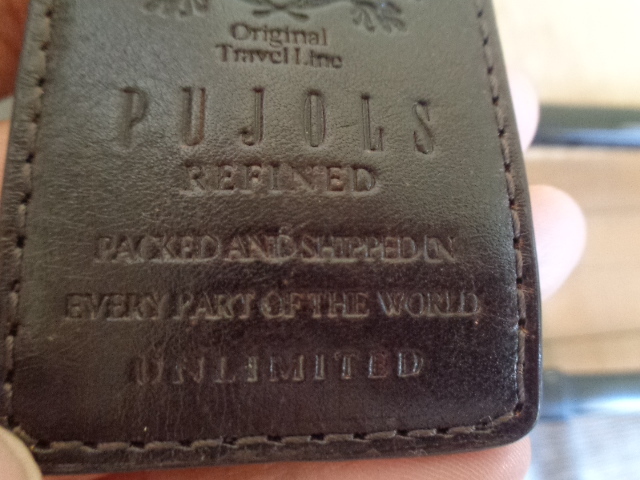 Original
Travel Line
PUJOLS
REFINED
PACKED AND SHIPPED IN
EVERY PART OF THE WORLD
UNLIMITED